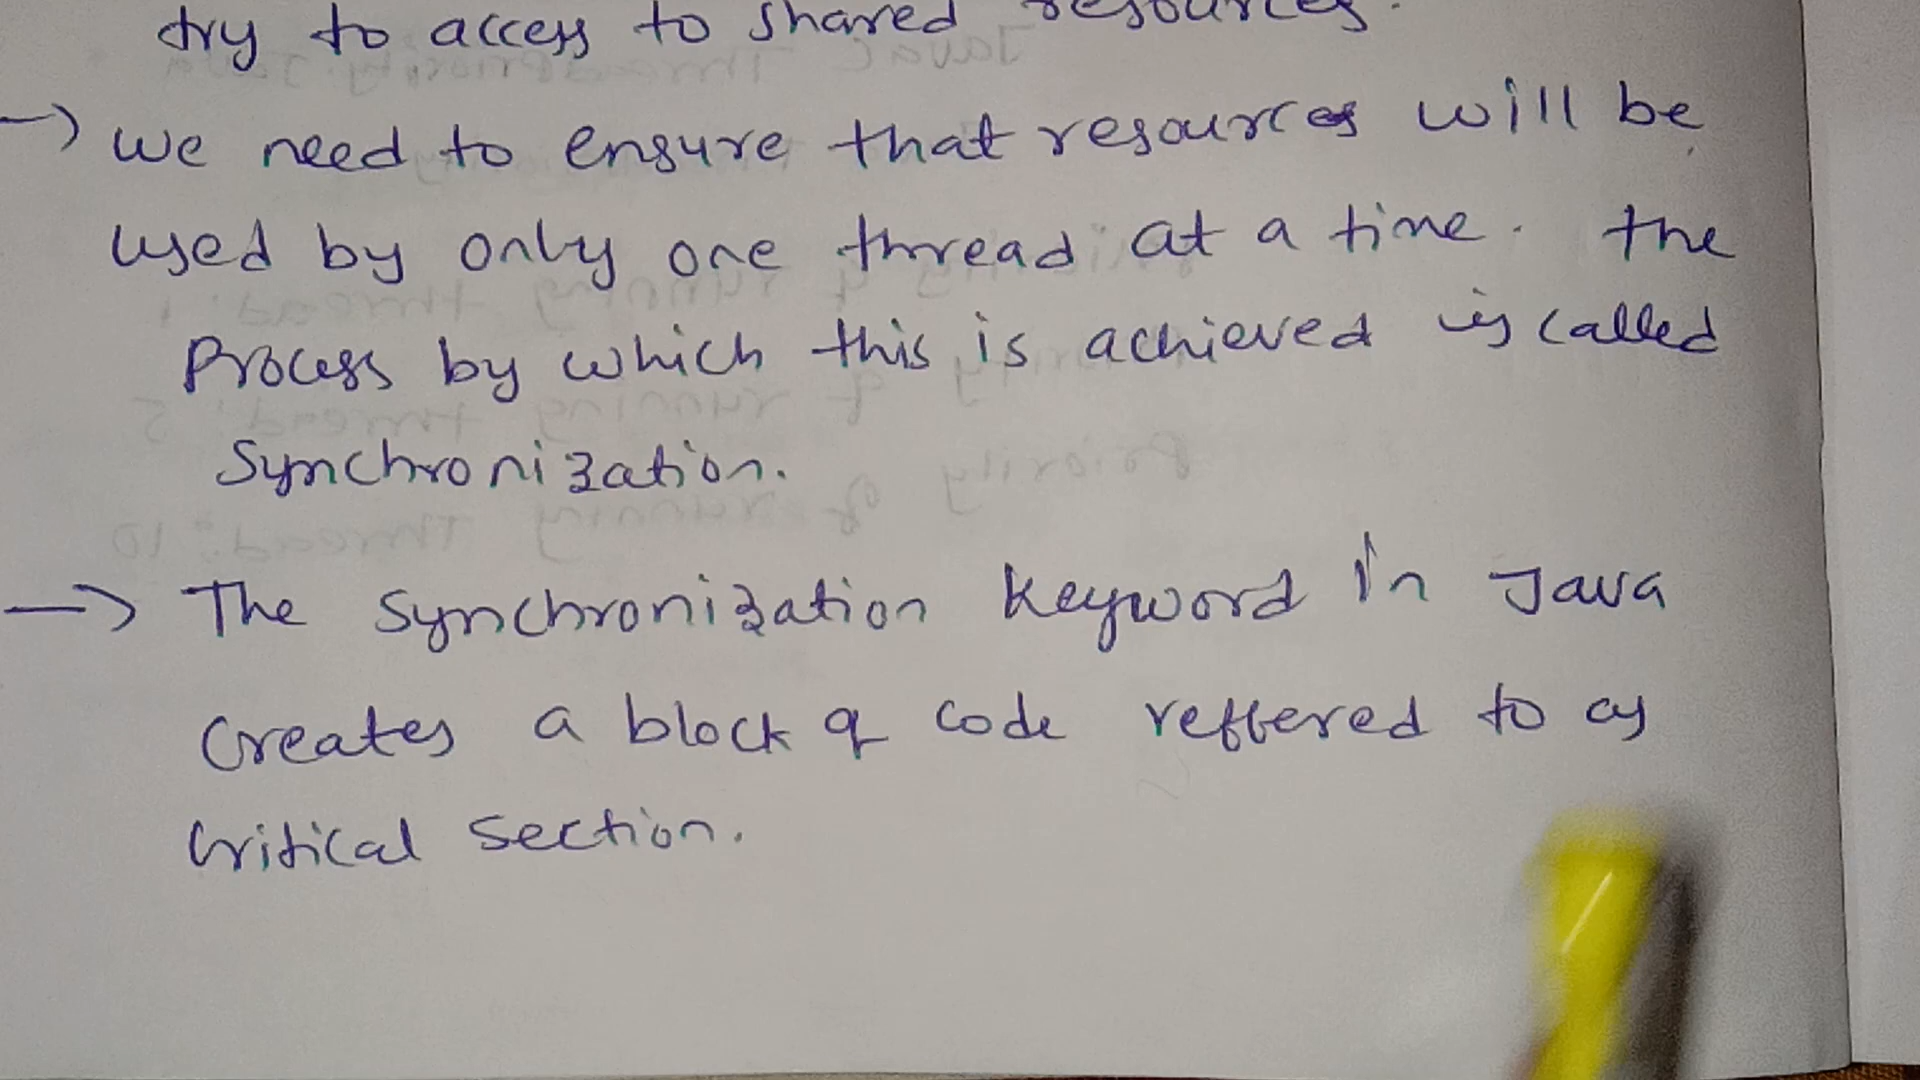 try to access to shared resources.
→ we need to ensure that resources will be
used by only one thread at a time. the
Process by which this is achieved is called
Synchronization.
→ The synchronization keyword in Java
Creates a block of code reffered to as
Critical section.